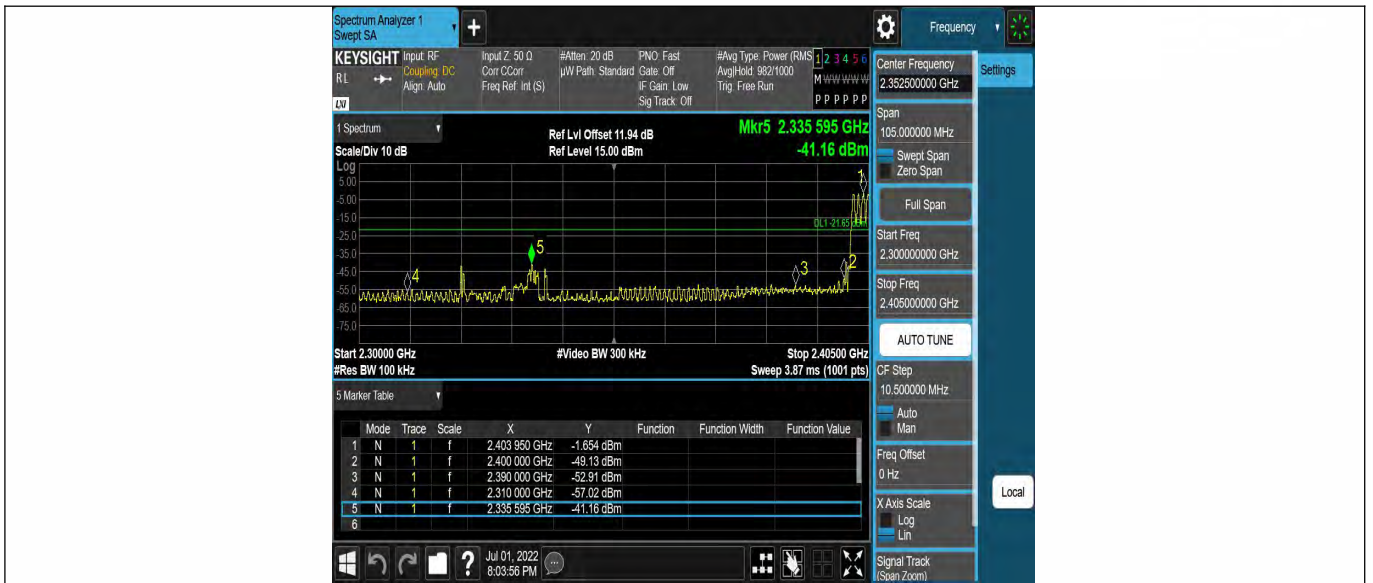 Spectrum Analyzer 1
Swept SA
Frequency
KEYSIGHT
R L
LXI
Input: RF
Coupling: DC
Align: Auto
Input Z: 50 Ω
Corr CCorr
Freq Ref: Int (S)
#Atten: 20 dB
µW Path: Standard
PNO: Fast
Gate: Off
IF Gain: Low
Sig Track: Off
#Avg Type: Power (RMS
Avg|Hold: 982/1000
Trig: Free Run
1 2 3 4 5 6
M W W W W W
P P P P P P
1 Spectrum
Scale/Div 10 dB
Ref Lvl Offset 11.94 dB
Ref Level 15.00 dBm
Mkr5 2.335 595 GHz
-41.16 dBm
Log
5.00
-5.00
-15.0
-25.0
-35.0
-45.0
-55.0
-65.0
-75.0
DL1 -21.65 dBm
1
2
3
4
5
Start 2.30000 GHz
#Res BW 100 kHz
#Video BW 300 kHz
Stop 2.40500 GHz
Sweep 3.87 ms (1001 pts)
5 Marker Table
Mode Trace Scale X Y Function Function Width Function Value
1 N 1 f 2.403 950 GHz -1.654 dBm
2 N 1 f 2.400 000 GHz -49.13 dBm
3 N 1 f 2.390 000 GHz -52.91 dBm
4 N 1 f 2.310 000 GHz -57.02 dBm
5 N 1 f 2.335 595 GHz -41.16 dBm
6
Jul 01, 2022
8:03:56 PM
Center Frequency
2.352500000 GHz
Settings
Span
105.000000 MHz
Swept Span
Zero Span
Full Span
Start Freq
2.300000000 GHz
Stop Freq
2.405000000 GHz
AUTO TUNE
CF Step
10.500000 MHz
Auto
Man
Freq Offset
0 Hz
X Axis Scale
Log
Lin
Local
Signal Track
(Span Zoom)